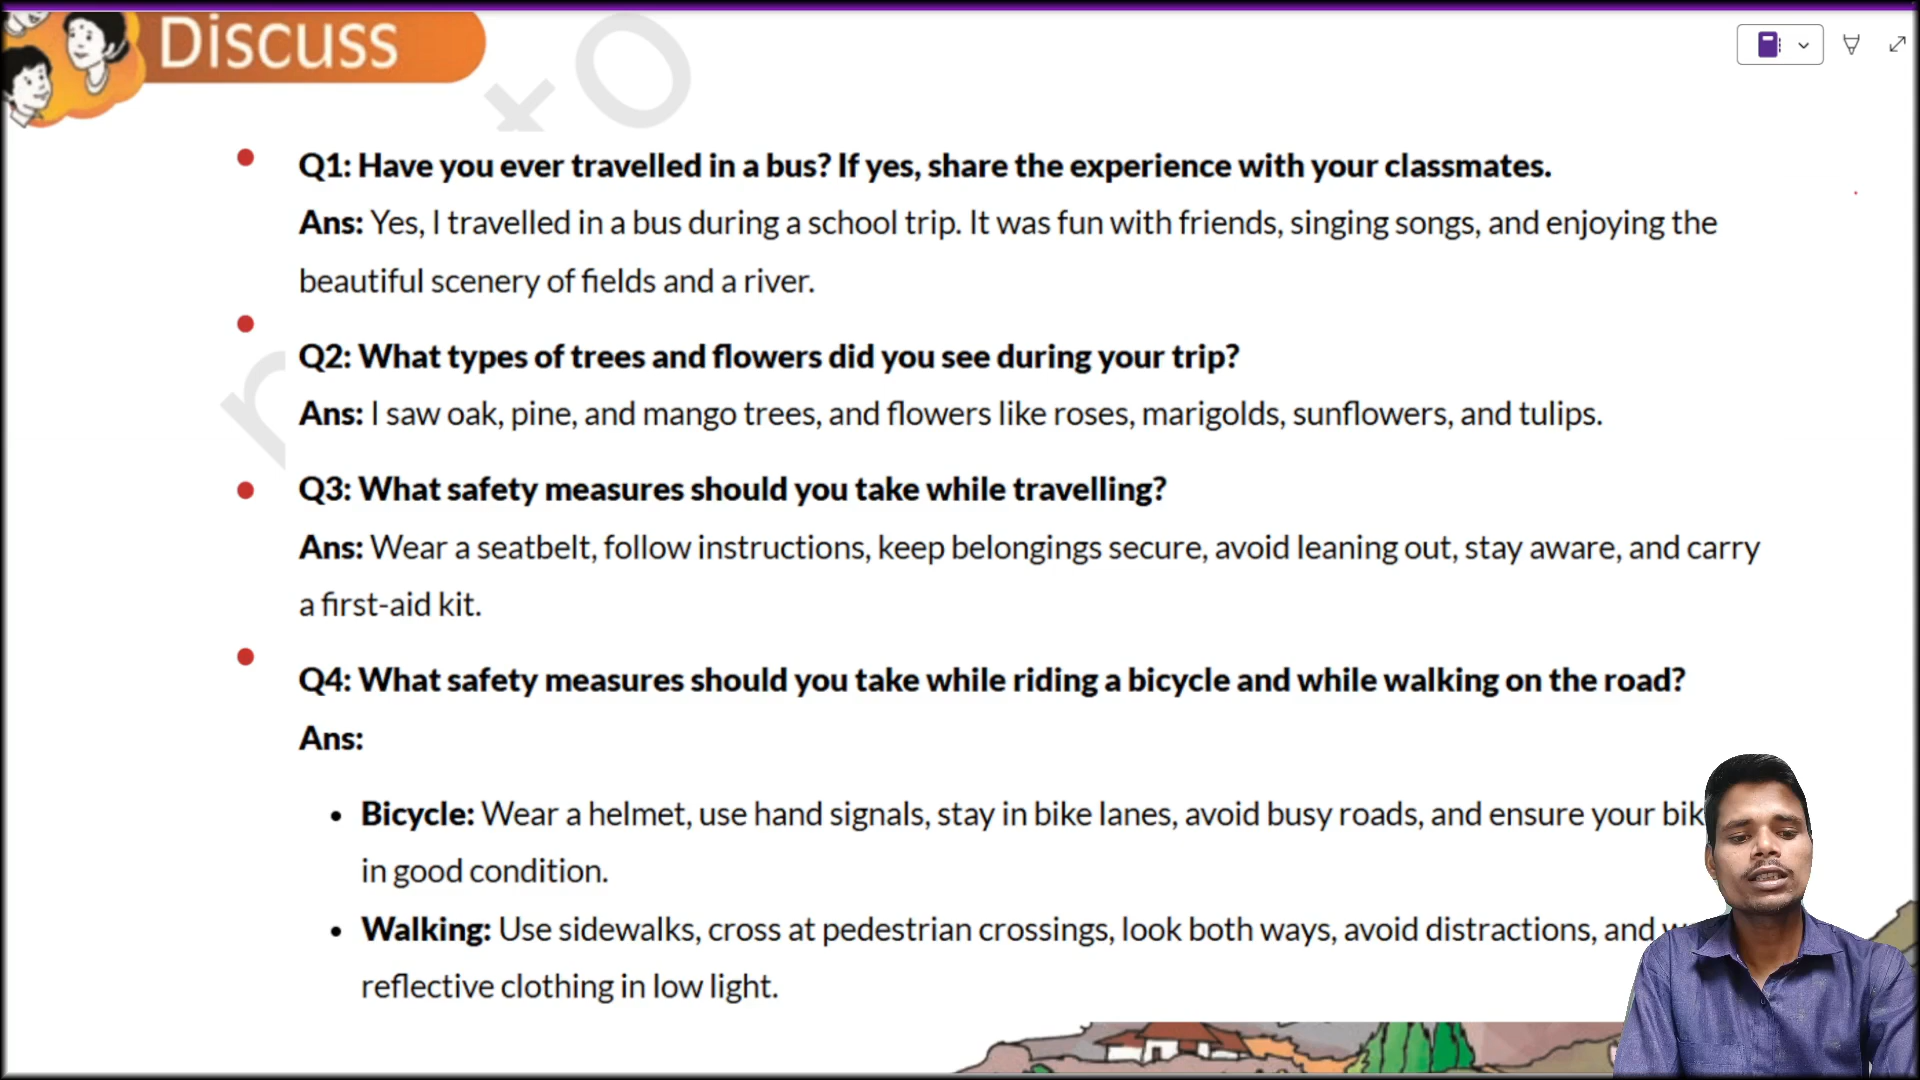 Discuss
to
Q1: Have you ever travelled in a bus? If yes, share the experience with your classmates.
Ans: Yes, I travelled in a bus during a school trip. It was fun with friends, singing songs, and enjoying the
beautiful scenery of fields and a river.
Q2: What types of trees and flowers did you see during your trip?
Ans: I saw oak, pine, and mango trees, and flowers like roses, marigolds, sunflowers, and tulips.
Q3: What safety measures should you take while travelling?
Ans: Wear a seatbelt, follow instructions, keep belongings secure, avoid leaning out, stay aware, and carry
a first-aid kit.
Q4: What safety measures should you take while riding a bicycle and while walking on the road?
Ans:
• Bicycle: Wear a helmet, use hand signals, stay in bike lanes, avoid busy roads, and ensure your
in good condition.
• Walking: Use sidewalks, cross at pedestrian crossings, look both ways, avoid distractions, and
reflective clothing in low light.